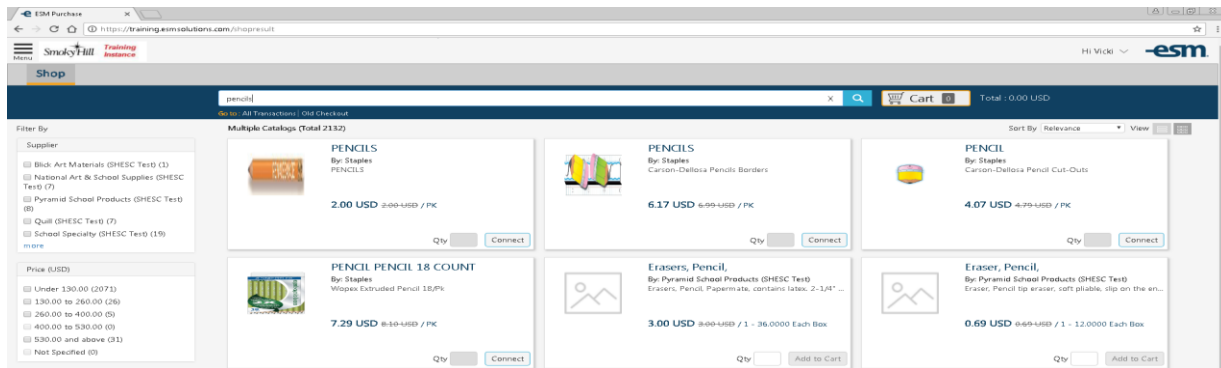 ESM Purchase
https://training.esmsolutions.com/shopresult
Menu
Smoky Hill
Training
Instance
Hi Vicki
esm
Shop
pencils
Cart 0
Total : 0.00 USD
Go to : All Transactions | Old Checkout
Filter By
Multiple Catalogs (Total 2132)
Sort By Relevance
View
Supplier
Blick Art Materials (SHESC Test) (1)
National Art & School Supplies (SHESC
Test) (7)
Pyramid School Products (SHESC Test)
(8)
Quill (SHESC Test) (7)
School Specialty (SHESC Test) (19)
more
Price (USD)
Under 130.00 (2071)
130.00 to 260.00 (26)
260.00 to 400.00 (5)
400.00 to 530.00 (0)
530.00 and above (31)
Not Specified (0)
PENCILS
By: Staples
PENCILS
2.00 USD 2.00 USD / PK
Qty Connect
PENCILS
By: Staples
Carson-Dellosa Pencils Borders
6.17 USD 6.99 USD / PK
Qty Connect
PENCIL
By: Staples
Carson-Dellosa Pencil Cut-Outs
4.07 USD 4.79 USD / PK
Qty Connect
PENCIL PENCIL 18 COUNT
By: Staples
Wopex Extruded Pencil 18/Pk
7.29 USD 8.10 USD / PK
Qty Connect
Erasers, Pencil,
By: Pyramid School Products (SHESC Test)
Erasers, Pencil, Papermate, contains latex. 2-1/4" ...
3.00 USD 3.00 USD / 1 - 36.0000 Each Box
Qty Add to Cart
Eraser, Pencil,
By: Pyramid School Products (SHESC Test)
Eraser, Pencil tip eraser, soft pliable, slip on the en...
0.69 USD 0.69 USD / 1 - 12.0000 Each Box
Qty Add to Cart